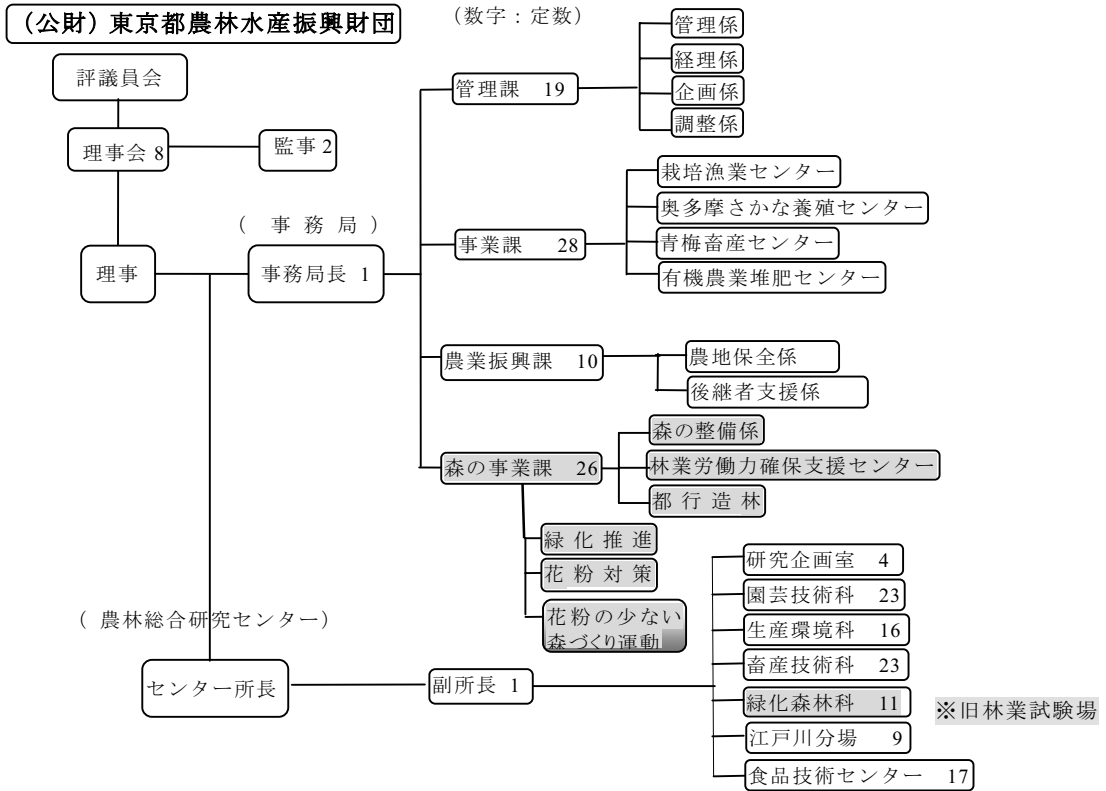 （公財）東京都農林水産振興財団
（数字：定数）
評議員会
理事会 8
監事 2
理事
（ 事 務 局 ）
事務局長 1
管理課 19
管理係
経理係
企画係
調整係
事業課 28
栽培漁業センター
奥多摩さかな養殖センター
青梅畜産センター
有機農業堆肥センター
農業振興課 10
農地保全係
後継者支援係
森の事業課 26
森の整備係
林業労働力確保支援センター
都 行 造 林
緑 化 推 進
花 粉 対 策
花粉の少ない
森づくり運動
（ 農林総合研究センター）
センター所長
副所長 1
研究企画室 4
園芸技術科 23
生産環境科 16
畜産技術科 23
緑化森林科 11
※旧林業試験場
江戸川分場 9
食品技術センター 17